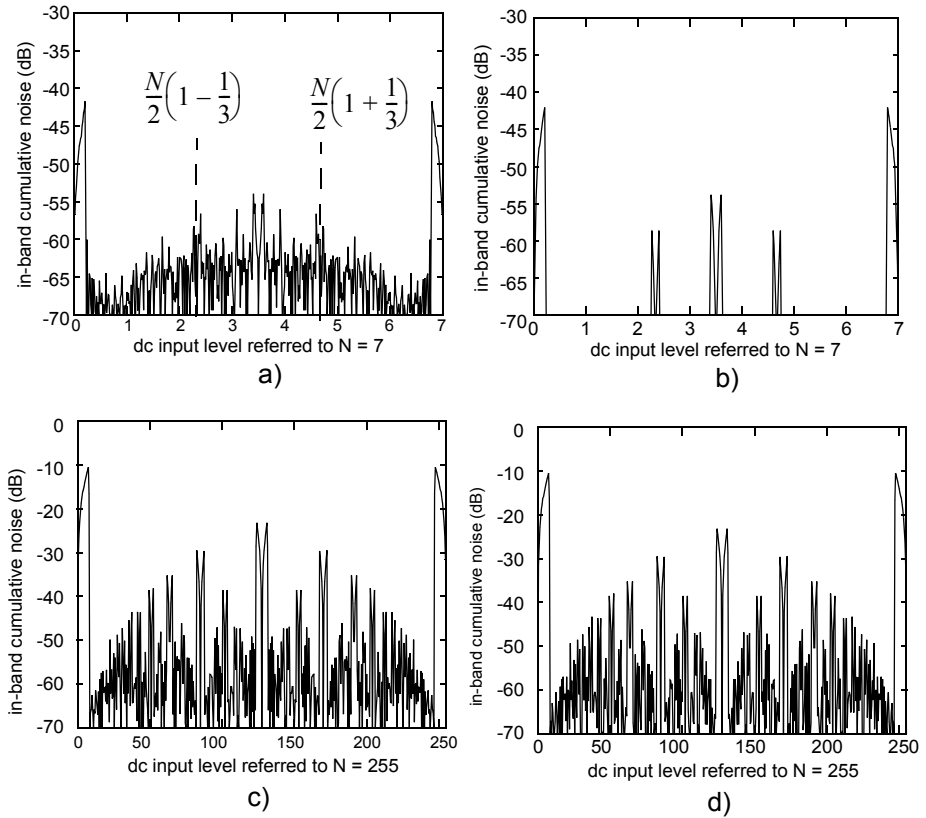 -30
-35
-40
-45
-50
-55
-60
-65
-70
in-band cumulative noise (dB)
N/2(1 − 1/3)
N/2(1 + 1/3)
0 1 2 3 4 5 6 7
dc input level referred to N = 7
a)
-30
-35
-40
-45
-50
-55
-60
-65
-70
in-band cumulative noise (dB)
0 1 2 3 4 5 6 7
dc input level referred to N = 7
b)
0
-10
-20
-30
-40
-50
-60
-70
in-band cumulative noise (dB)
0 50 100 150 200 250
dc input level referred to N = 255
c)
0
-10
-20
-30
-40
-50
-60
-70
in-band cumulative noise (dB)
0 50 100 150 200 250
dc input level referred to N = 255
d)